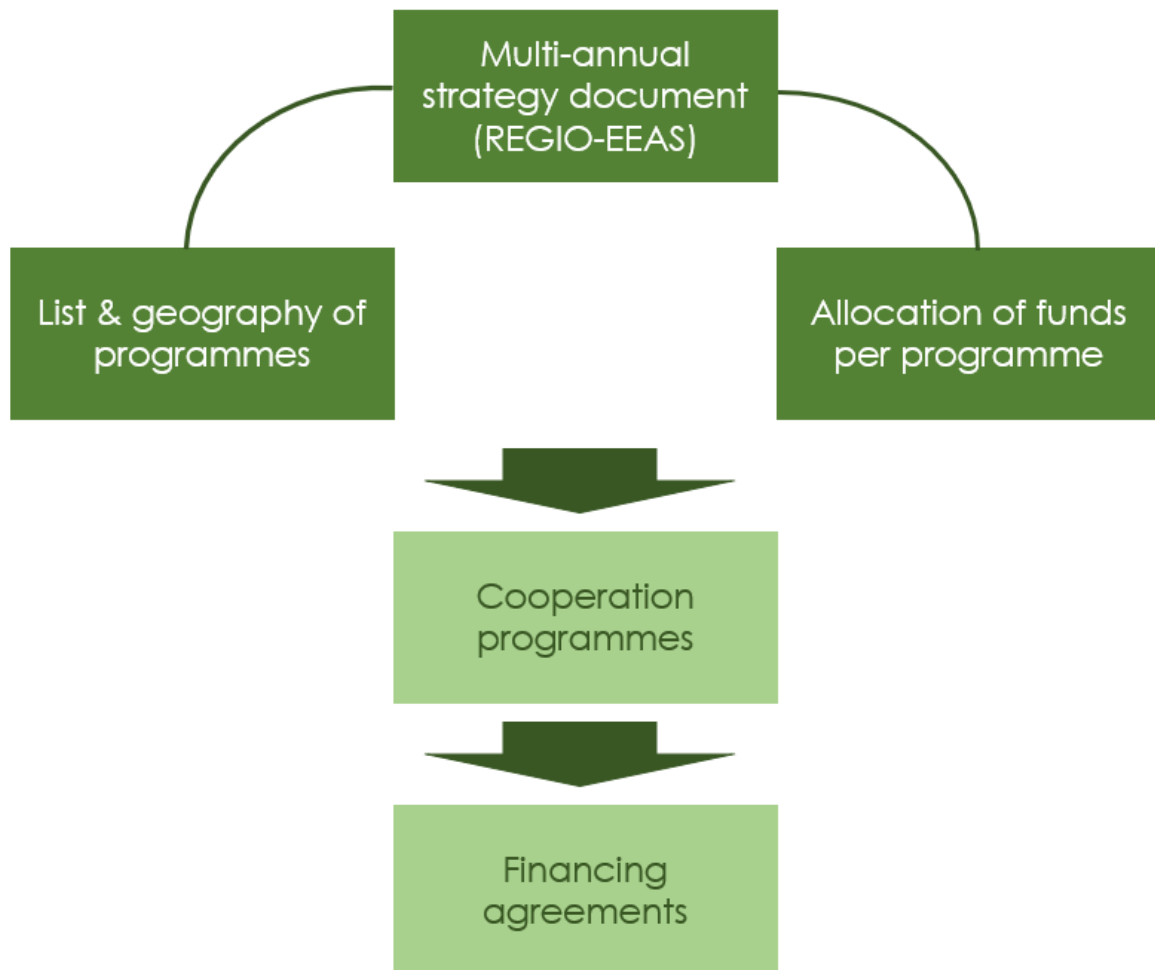 Multi-annual
strategy document
(REGIO-EEAS)
List & geography of
programmes
Allocation of funds
per programme
Cooperation
programmes
Financing
agreements